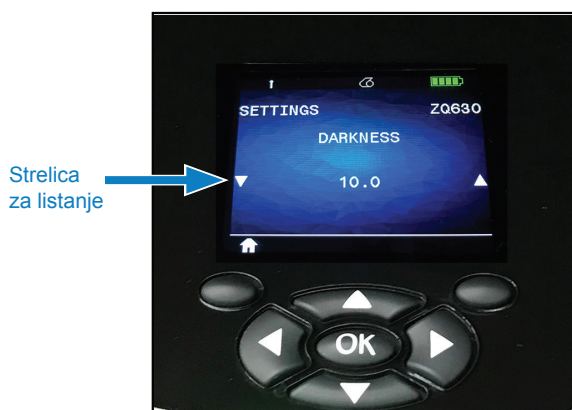 SETTINGS ZQ630
DARKNESS
Strelica
za listanje
10.0
OK